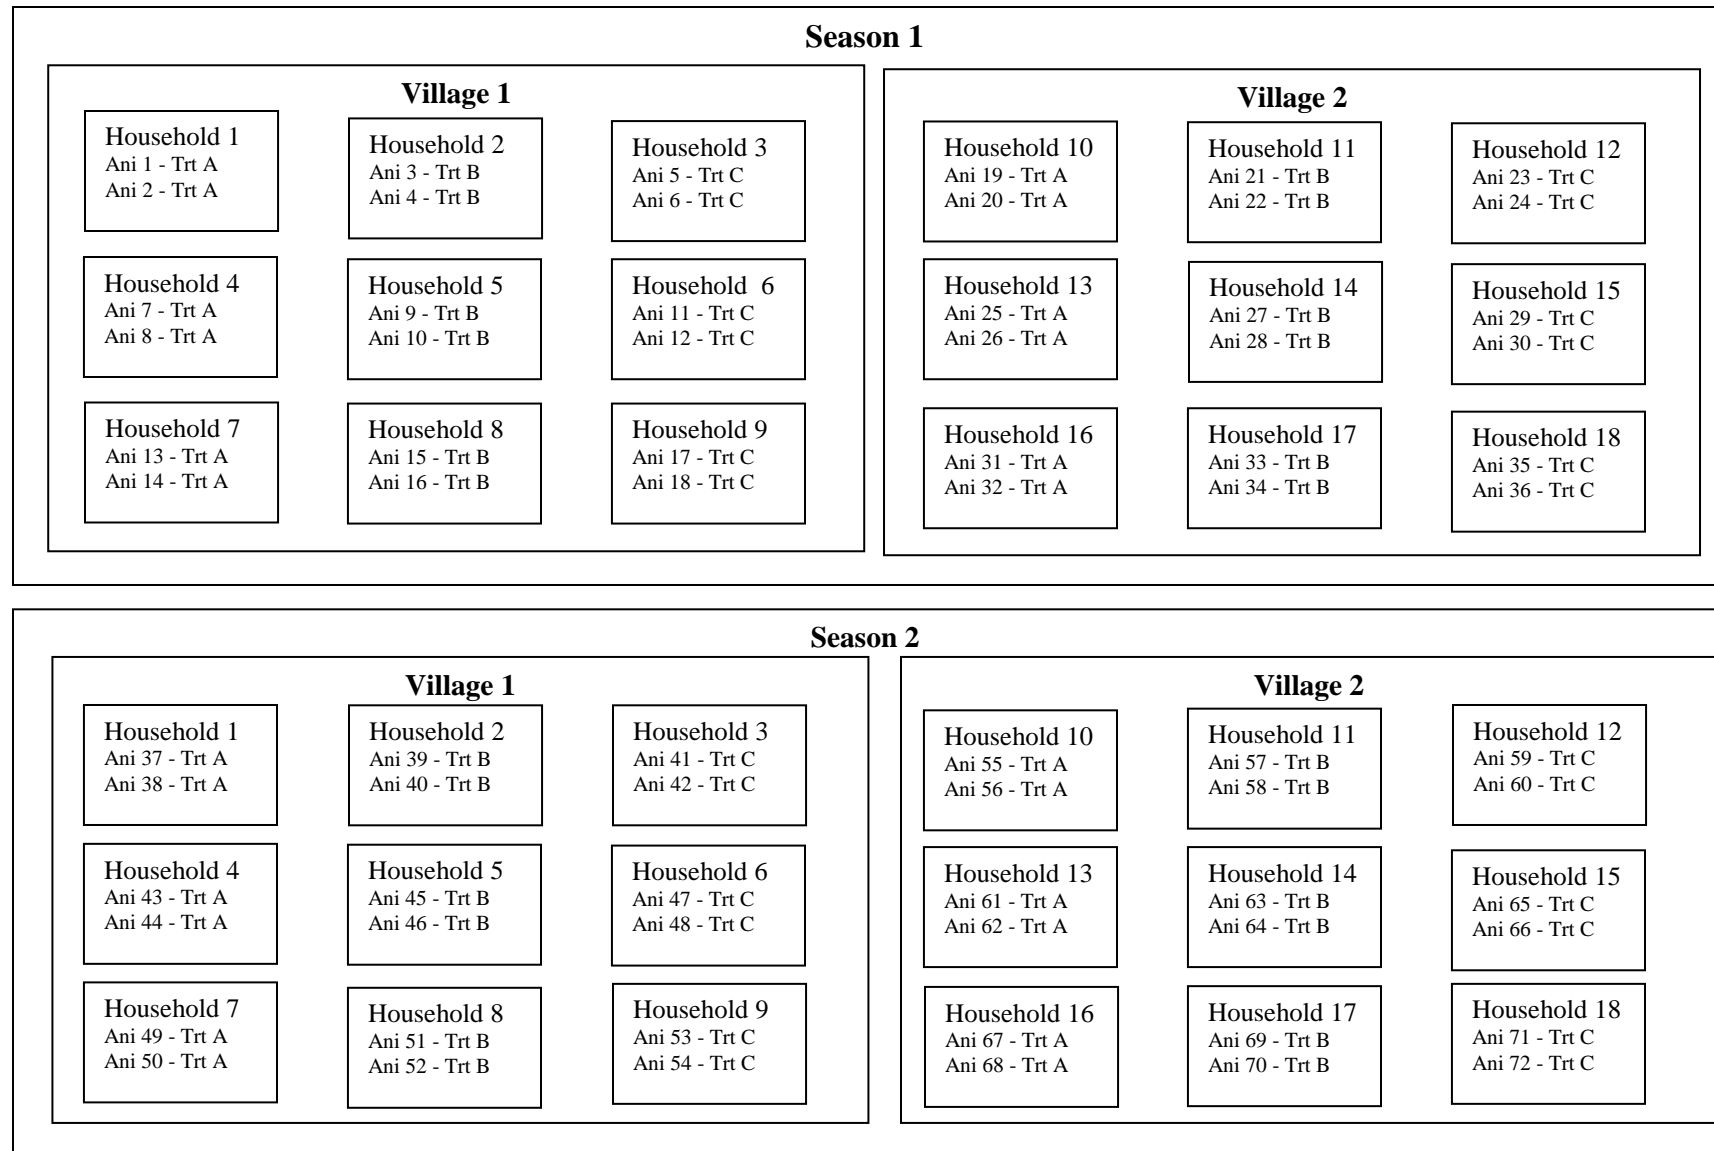 Season 1
Village 1
Household 1
Ani 1 - Trt A
Ani 2 - Trt A
Household 2
Ani 3 - Trt B
Ani 4 - Trt B
Household 3
Ani 5 - Trt C
Ani 6 - Trt C
Household 4
Ani 7 - Trt A
Ani 8 - Trt A
Household 5
Ani 9 - Trt B
Ani 10 - Trt B
Household  6
Ani 11 - Trt C
Ani 12 - Trt C
Household 7
Ani 13 - Trt A
Ani 14 - Trt A
Household 8
Ani 15 - Trt B
Ani 16 - Trt B
Household 9
Ani 17 - Trt C
Ani 18 - Trt C
Village 2
Household 10
Ani 19 - Trt A
Ani 20 - Trt A
Household 11
Ani 21 - Trt B
Ani 22 - Trt B
Household 12
Ani 23 - Trt C
Ani 24 - Trt C
Household 13
Ani 25 - Trt A
Ani 26 - Trt A
Household 14
Ani 27 - Trt B
Ani 28 - Trt B
Household 15
Ani 29 - Trt C
Ani 30 - Trt C
Household 16
Ani 31 - Trt A
Ani 32 - Trt A
Household 17
Ani 33 - Trt B
Ani 34 - Trt B
Household 18
Ani 35 - Trt C
Ani 36 - Trt C
Season 2
Village 1
Household 1
Ani 37 - Trt A
Ani 38 - Trt A
Household 2
Ani 39 - Trt B
Ani 40 - Trt B
Household 3
Ani 41 - Trt C
Ani 42 - Trt C
Household 4
Ani 43 - Trt A
Ani 44 - Trt A
Household 5
Ani 45 - Trt B
Ani 46 - Trt B
Household 6
Ani 47 - Trt C
Ani 48 - Trt C
Household 7
Ani 49 - Trt A
Ani 50 - Trt A
Household 8
Ani 51 - Trt B
Ani 52 - Trt B
Household 9
Ani 53 - Trt C
Ani 54 - Trt C
Village 2
Household 10
Ani 55 - Trt A
Ani 56 - Trt A
Household 11
Ani 57 - Trt B
Ani 58 - Trt B
Household 12
Ani 59 - Trt C
Ani 60 - Trt C
Household 13
Ani 61 - Trt A
Ani 62 - Trt A
Household 14
Ani 63 - Trt B
Ani 64 - Trt B
Household 15
Ani 65 - Trt C
Ani 66 - Trt C
Household 16
Ani 67 - Trt A
Ani 68 - Trt A
Household 17
Ani 69 - Trt B
Ani 70 - Trt B
Household 18
Ani 71 - Trt C
Ani 72 - Trt C